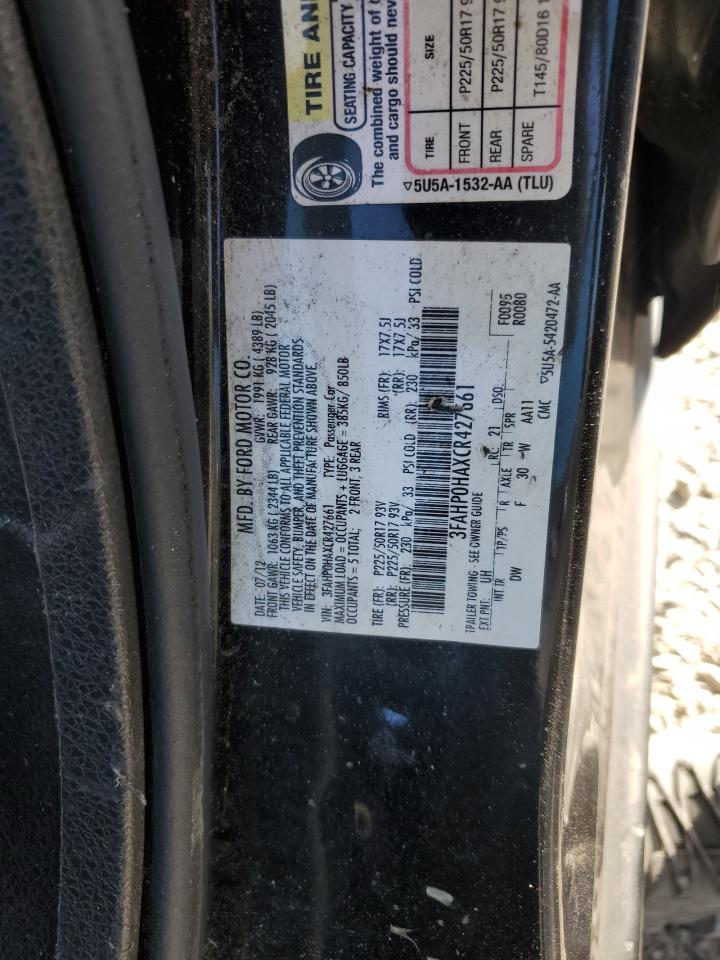 TIRE AN
SEATING CAPACITY
The combined weight of
and cargo should nev
TIRE SIZE
FRONT P225/50R17 9
REAR P225/50R17 9
SPARE T145/80D16 1
5U5A-1532-AA (TLU)
MFD. BY FORD MOTOR CO.
DATE: 07/12 GVWR: 1991 KG ( 4389 LB)
FRONT GAWR: 1063 KG ( 2344 LB) REAR GAWR: 928 KG ( 2045 LB)
THIS VEHICLE CONFORMS TO ALL APPLICABLE FEDERAL MOTOR
VEHICLE SAFETY, BUMPER, AND THEFT PREVENTION STANDARDS
IN EFFECT ON THE DATE OF MANUFACTURE SHOWN ABOVE.
VIN: 3FAHP0HAXCR427661 TYPE: Passenger Car
MAXIMUM LOAD = OCCUPANTS + LUGGAGE = 385KG/ 850LB
OCCUPANTS = 5 TOTAL; 2 FRONT, 3 REAR
TIRE (FR): P225/50R17 93V RIMS (FR): 17X7.5J
(RR): P225/50R17 93V (RR): 17X7.5J
PRESSURE (FR): 230 kPa/ 33 PSI COLD (RR): 230 kPa/ 33 PSI COLD
3FAHP0HAXCR427661
TRAILER TOWING - SEE OWNER GUIDE F0095
EXT PNT: UH RC: 21 DSO: R0080
INT TR TP/PS R AXLE TR SPR
DW F 30 W AA11
CMC 5U5A-5420472-AA